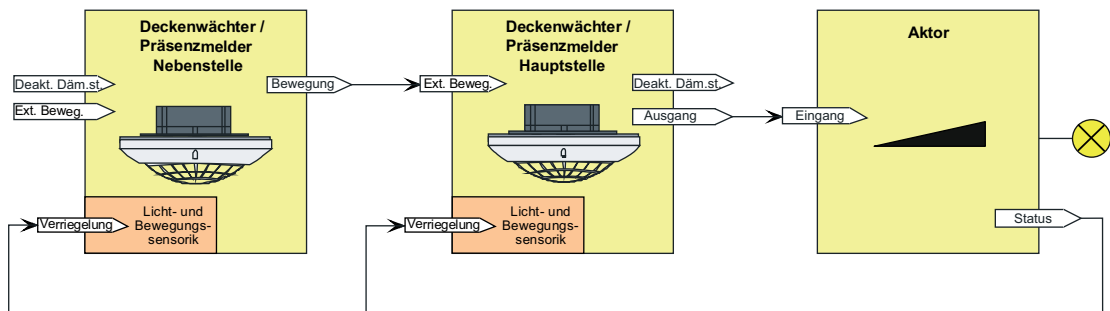 Deckenwächter /
Präsenzmelder
Nebenstelle
Deakt. Däm.st.
Ext. Beweg.
Bewegung
Verriegelung
Licht- und
Bewegungs-
sensorik
Deckenwächter /
Präsenzmelder
Hauptstelle
Ext. Beweg.
Deakt. Däm.st.
Ausgang
Verriegelung
Licht- und
Bewegungs-
sensorik
Aktor
Eingang
Status